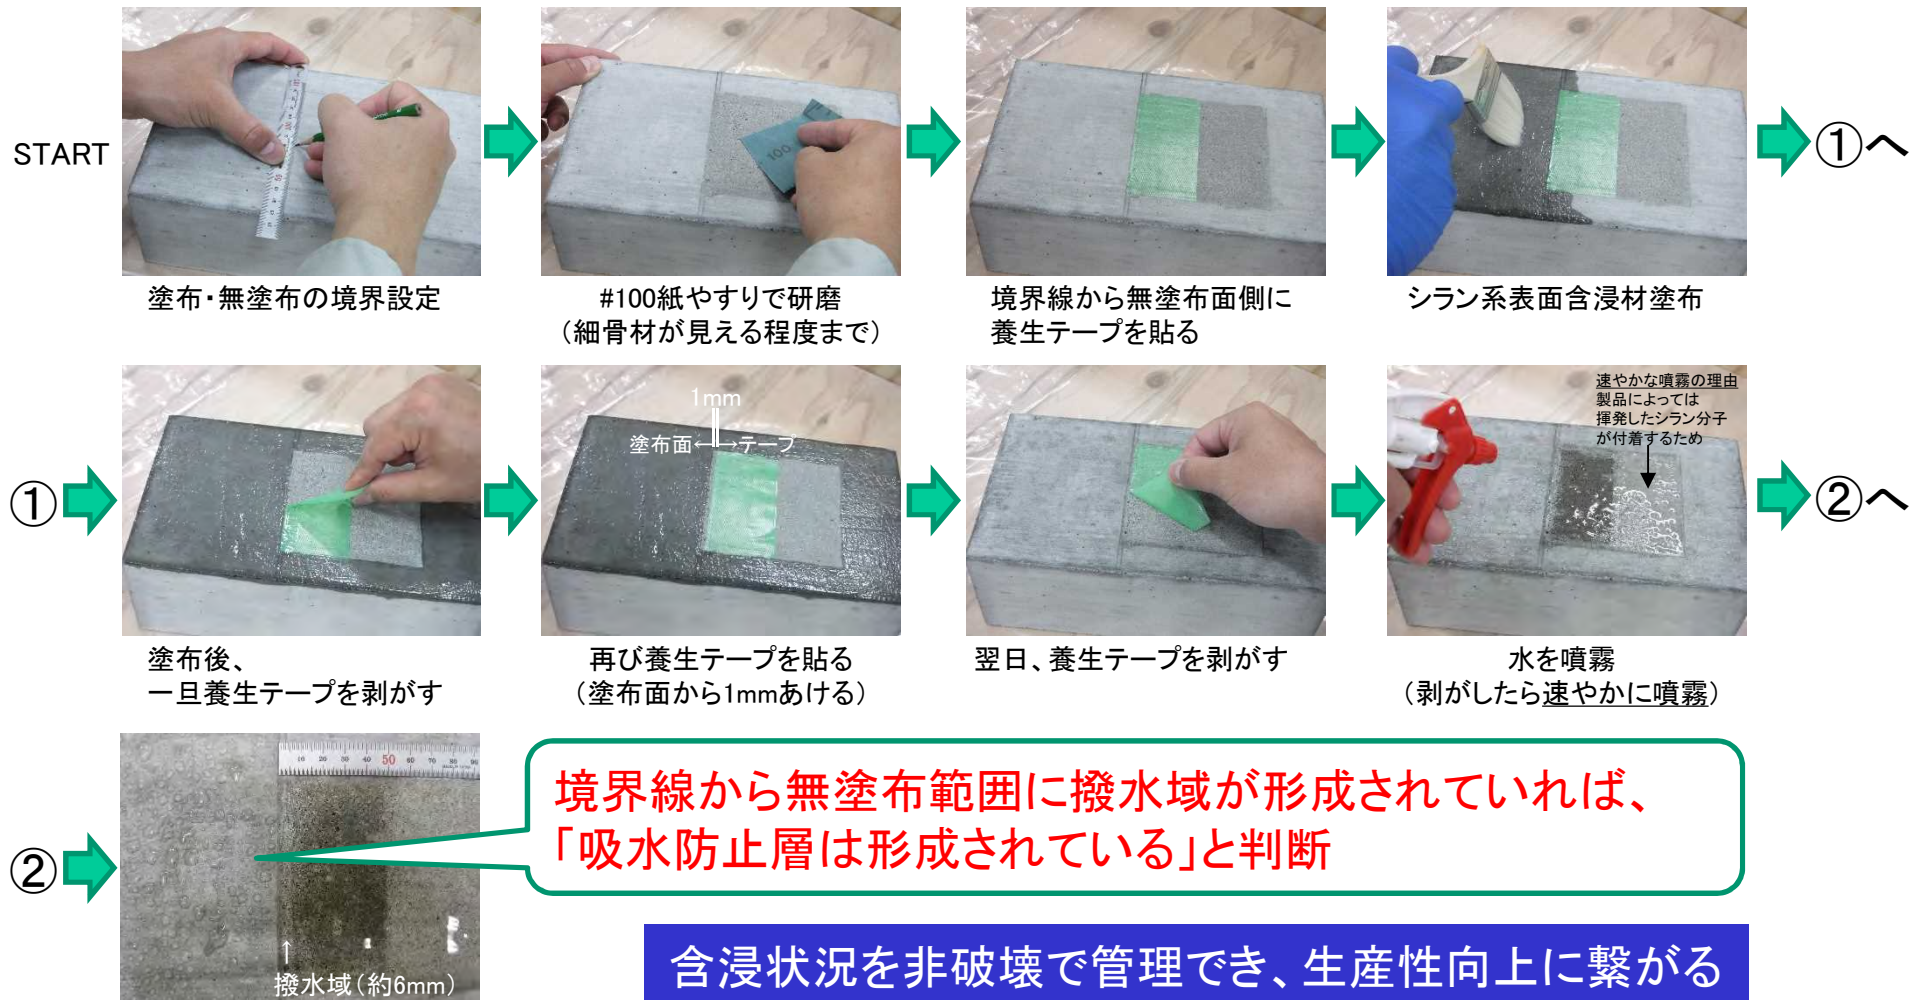 START
①へ
塗布・無塗布の境界設定
#100紙やすりで研磨
（細骨材が見える程度まで）
境界線から無塗布面側に
養生テープを貼る
シラン系表面含浸材塗布
100
①
1mm
塗布面←→テープ
速やかな噴霧の理由
製品によっては
揮発したシラン分子
が付着するため
②へ
塗布後、
一旦養生テープを剥がす
再び養生テープを貼る
（塗布面から1mmあける）
翌日、養生テープを剥がす
水を噴霧
（剥がしたら速やかに噴霧）
②
10 20 30 40 50 60 70 80 90
↑
撥水域（約6mm）
境界線から無塗布範囲に撥水域が形成されていれば、
「吸水防止層は形成されている」と判断
含浸状況を非破壊で管理でき、生産性向上に繋がる